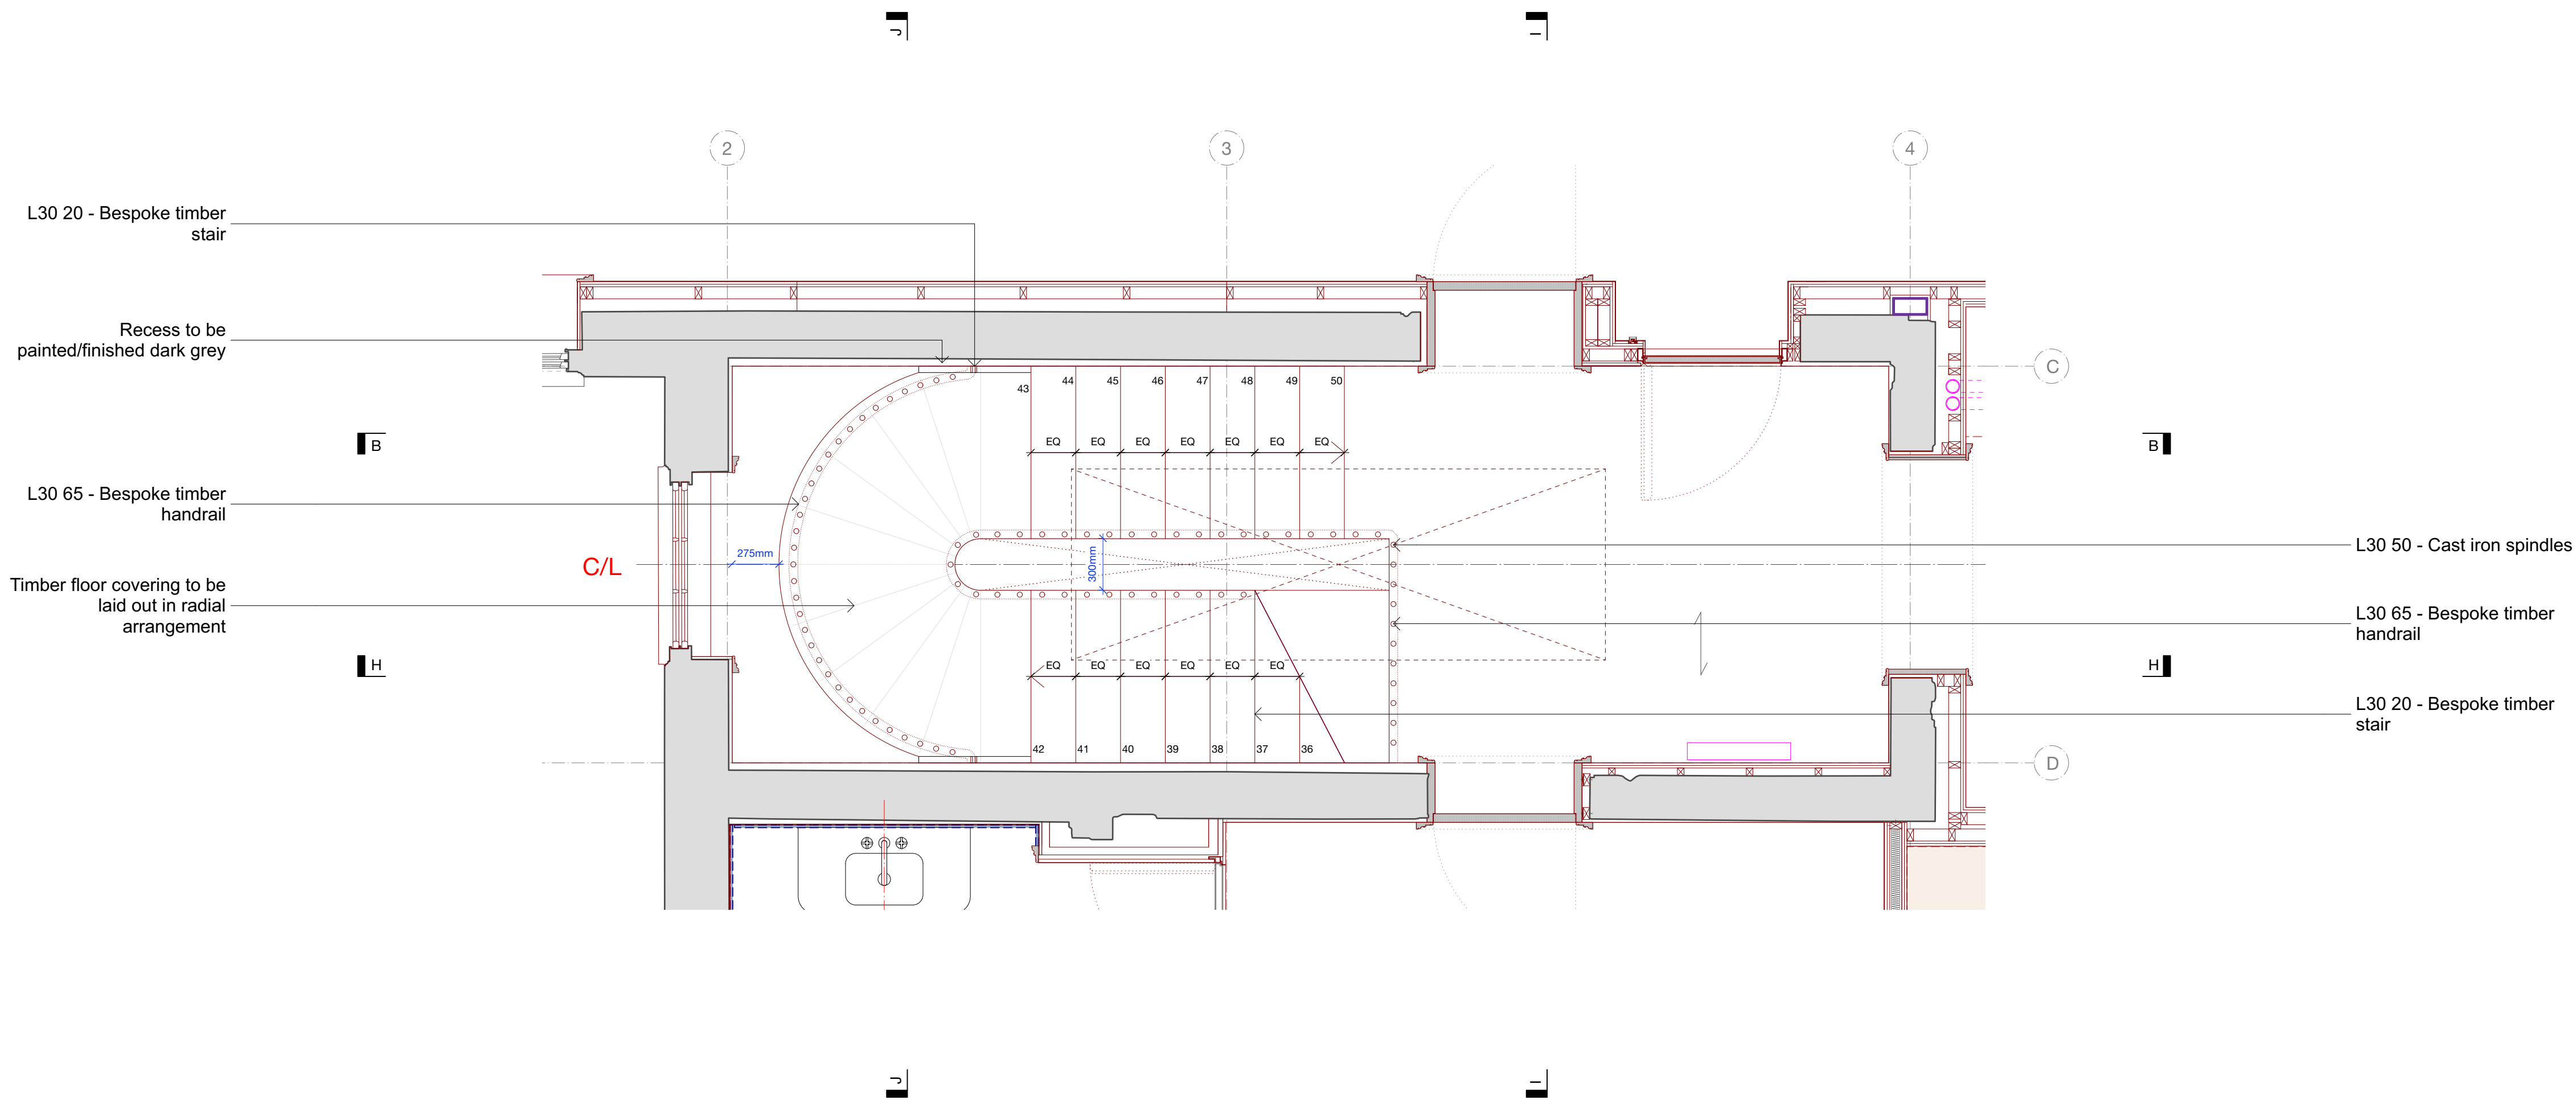 J
I
2
3
4
L30 20 - Bespoke timber
stair
Recess to be
painted/finished dark grey
C
43
44
45
46
47
48
49
50
B
EQ
EQ
EQ
EQ
EQ
EQ
EQ
B
L30 65 - Bespoke timber
handrail
275mm
C/L
300mm
L30 50 - Cast iron spindles
Timber floor covering to be
laid out in radial
arrangement
L30 65 - Bespoke timber
handrail
H
EQ
EQ
EQ
EQ
EQ
EQ
H
L30 20 - Bespoke timber
stair
42
41
40
39
38
37
36
D
J
I